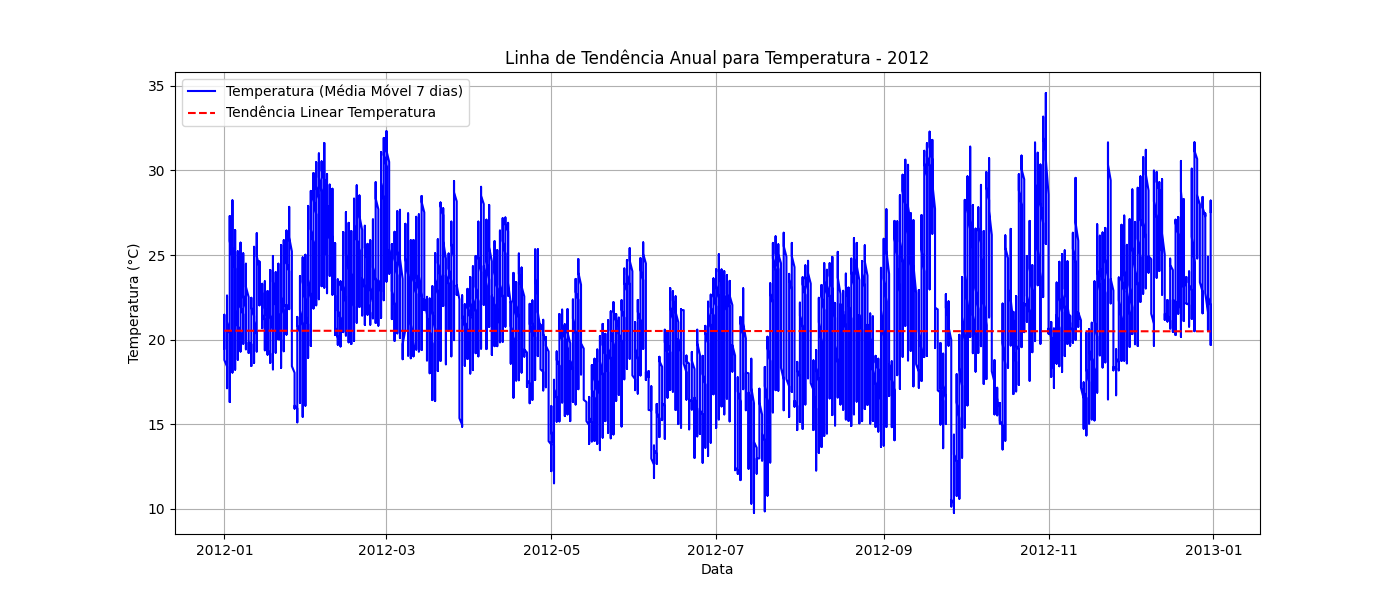 Linha de Tendência Anual para Temperatura - 2012
Temperatura (Média Móvel 7 dias)
Tendência Linear Temperatura
Temperatura (°C)
35
30
25
20
15
10
2012-01
2012-03
2012-05
2012-07
2012-09
2012-11
2013-01
Data